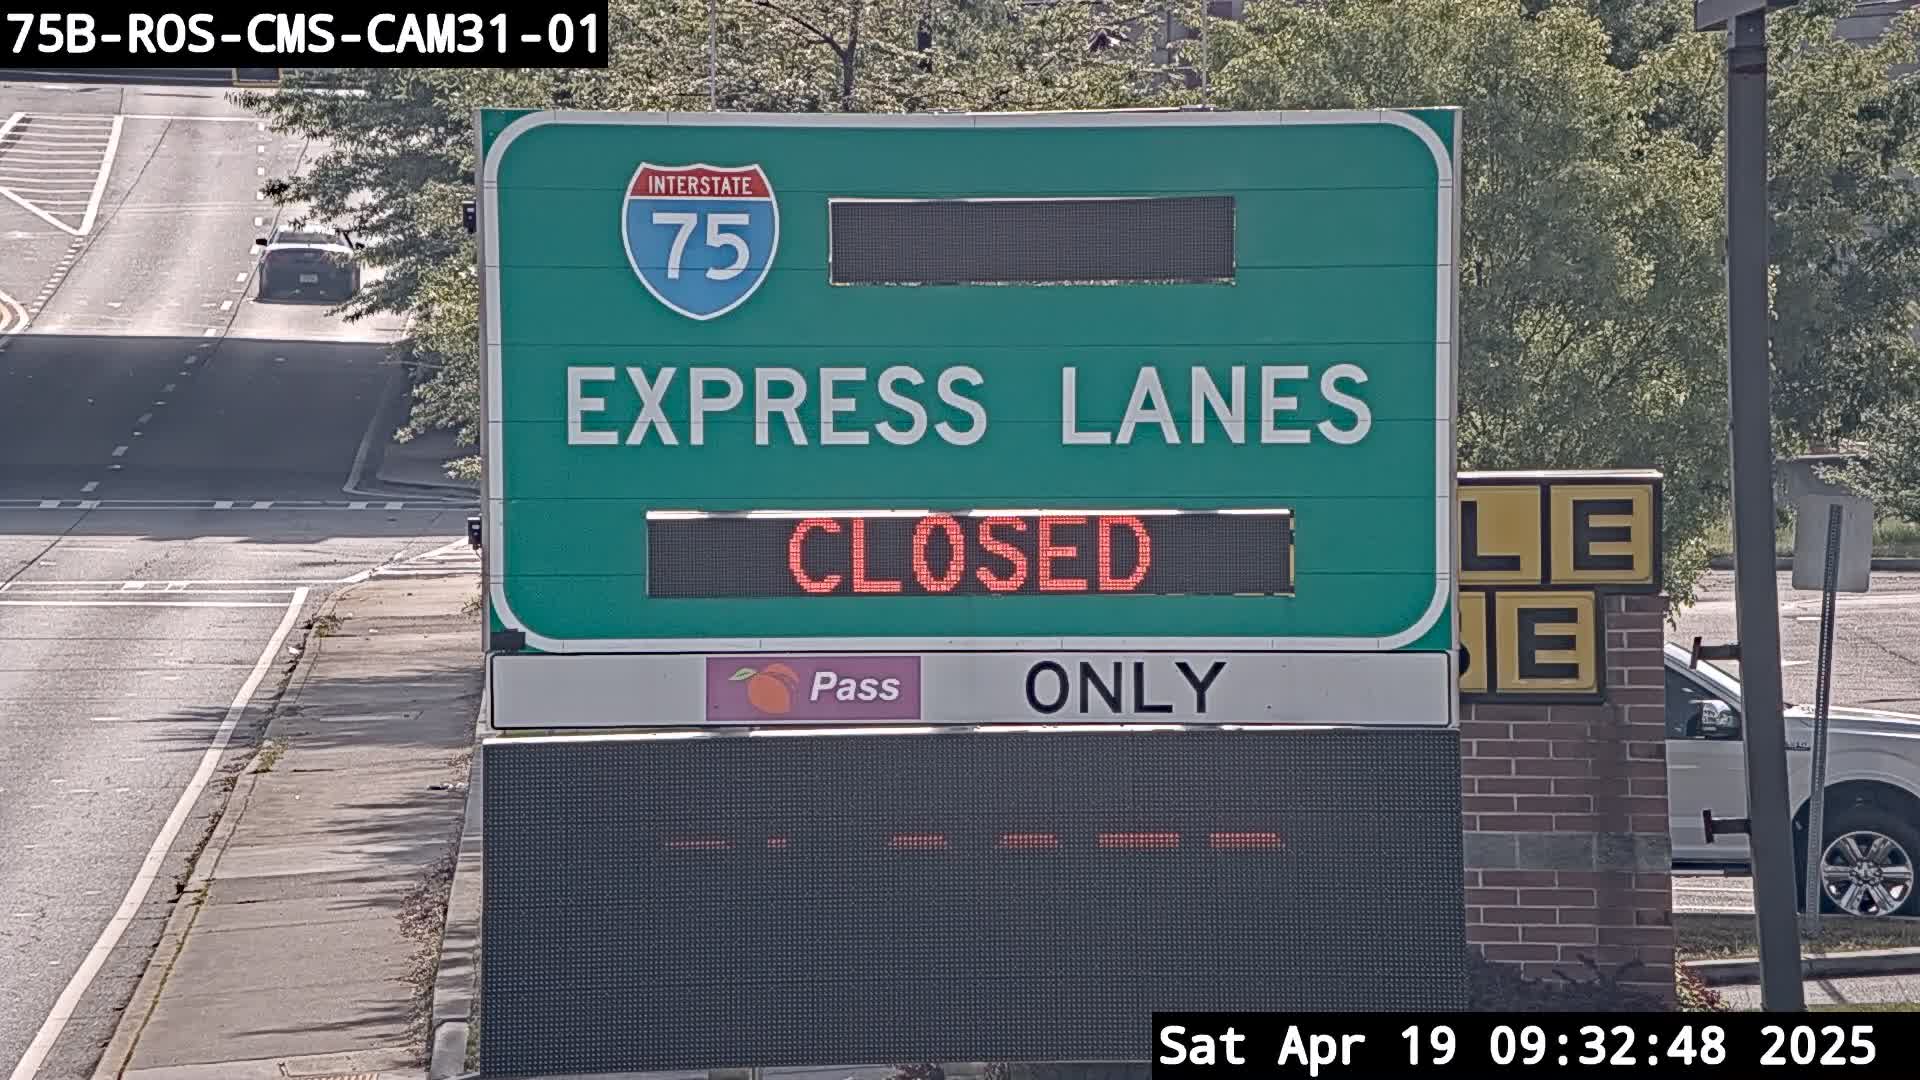 75B-ROS-CMS-CAM31-01
INTERSTATE
75
EXPRESS LANES
CLOSED
Pass ONLY
LE
E
Sat Apr 19 09:32:48 2025